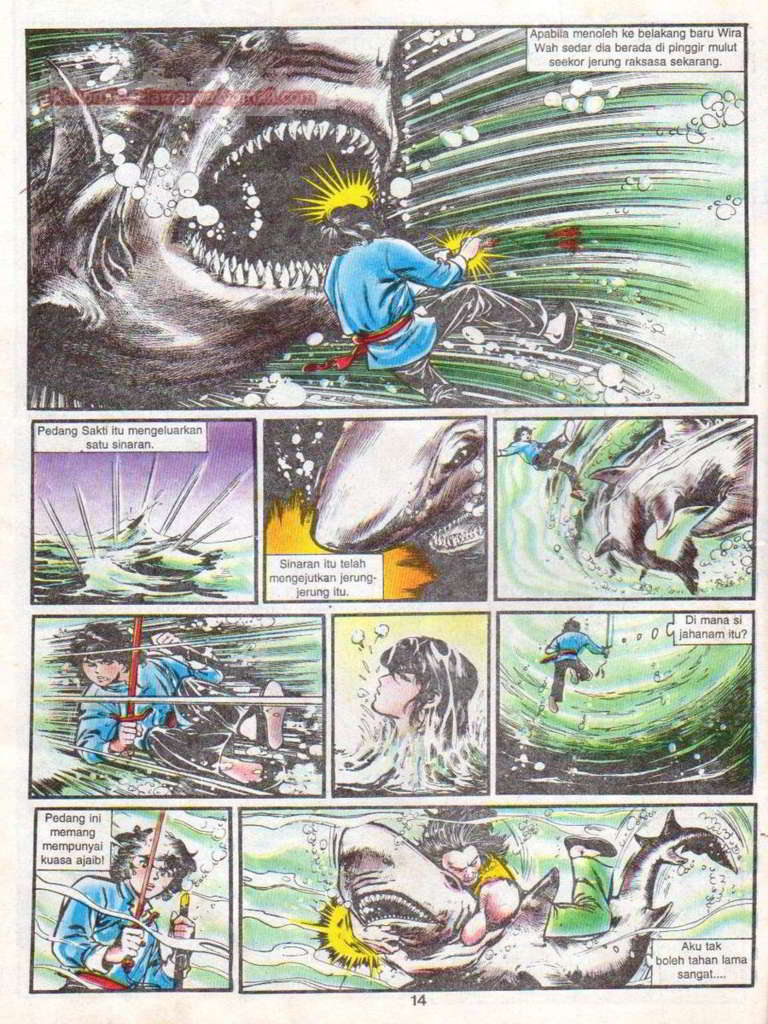 Apabila menoleh ke belakang baru Wira
Wah sedar dia berada di pinggir mulut
seekor jerung raksasa sekarang.
Pedang Sakti itu mengeluarkan
satu sinaran.
Sinaran itu telah
mengejutkan jerung-
jerung itu.
Di mana si
jahanam itu?
Pedang ini
memang
mempunyai
kuasa ajaib!
Aku tak
boleh tahan lama
sangat....
14